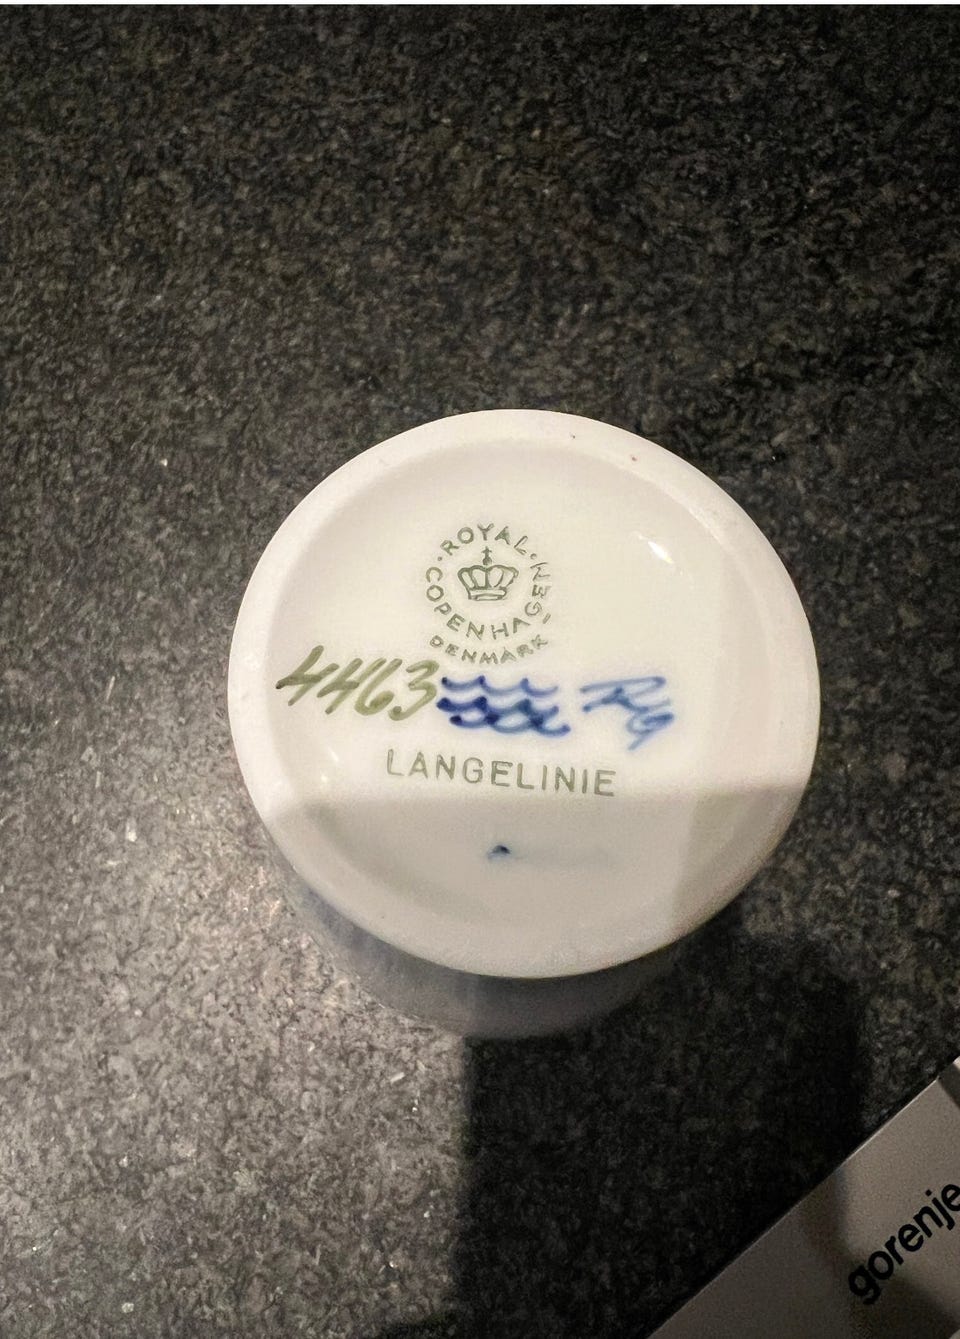 ROYAL COPENHAGEN
DENMARK
4463
LANGELINIE
gorenje